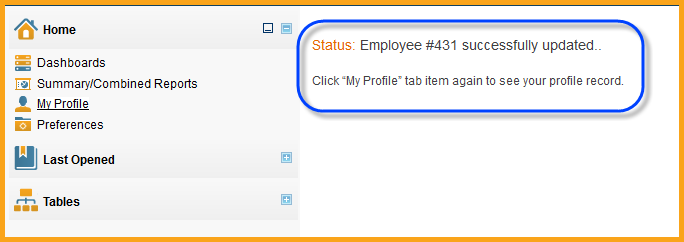 Home
Dashboards
Summary/Combined Reports
My Profile
Preferences
Last Opened
Tables
Status: Employee #431 successfully updated..
Click “My Profile” tab item again to see your profile record.